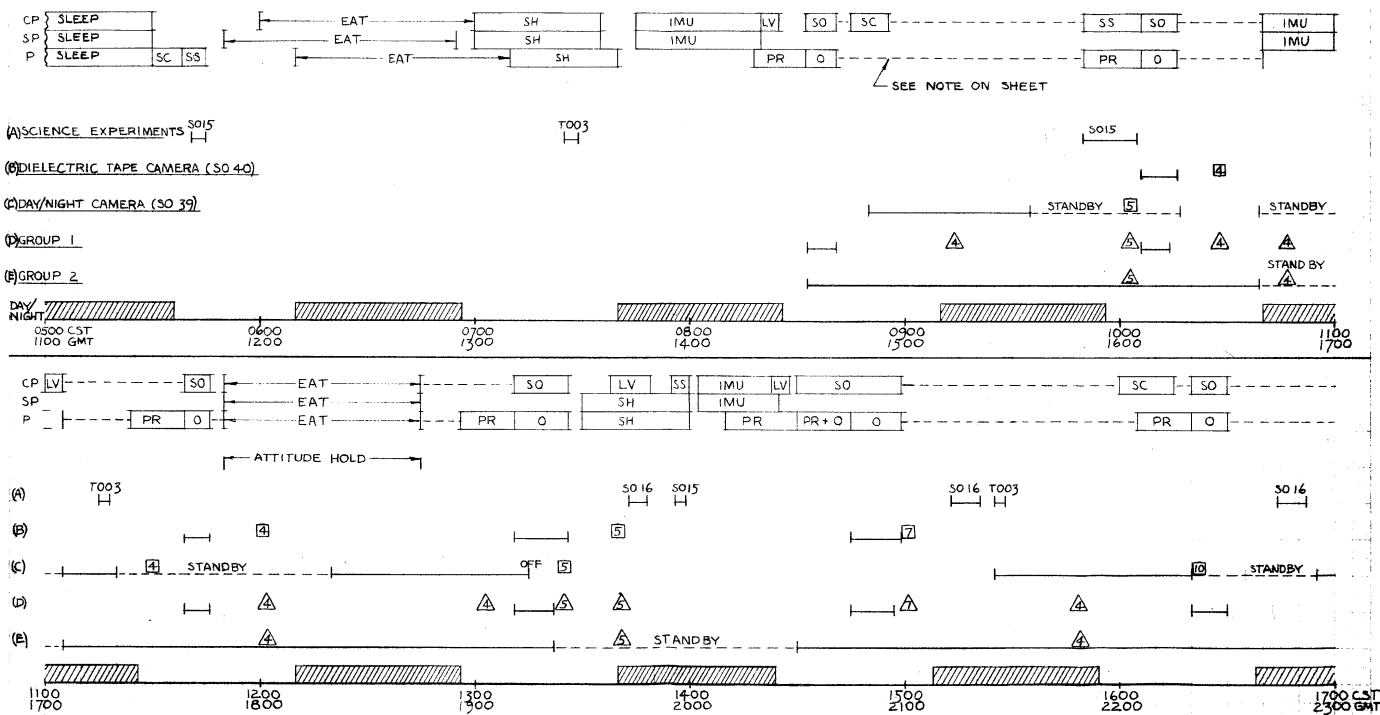 CP SLEEP EAT SH IMU LV SO SC SS SO IMU
SP SLEEP EAT SH IMU IMU
P SLEEP SC SS EAT SH PR O PR O
SEE NOTE ON SHEET
(A) SCIENCE EXPERIMENTS S015 T003 S015
(B) DIELECTRIC TAPE CAMERA (SO 40) 4
(C) DAY/NIGHT CAMERA (SO 39) STANDBY 5 STANDBY
(D) GROUP 1 4 5 4 4
(E) GROUP 2 5 STAND BY 4
DAY/
NIGHT
0500 CST 0600 0700 0800 0900 1000 1100
1100 GMT 1200 1300 1400 1500 1600 1700
CP LV SO EAT SO LV SS IMU LV SO SC SO
SP EAT SH IMU
P PR O EAT PR O SH PR PR+O O PR O
ATTITUDE HOLD
(A) T003 SO 16 S015 SO 16 T003 SO 16
(B) 4 5 7
(C) 4 STANDBY OFF 5 10 STANDBY
(D) 4 4 5 5 7 4
(E) 4 5 STANDBY 4
1100 1200 1300 1400 1500 1600 1700 CST
1700 1800 1900 2000 2100 2200 2300 GMT